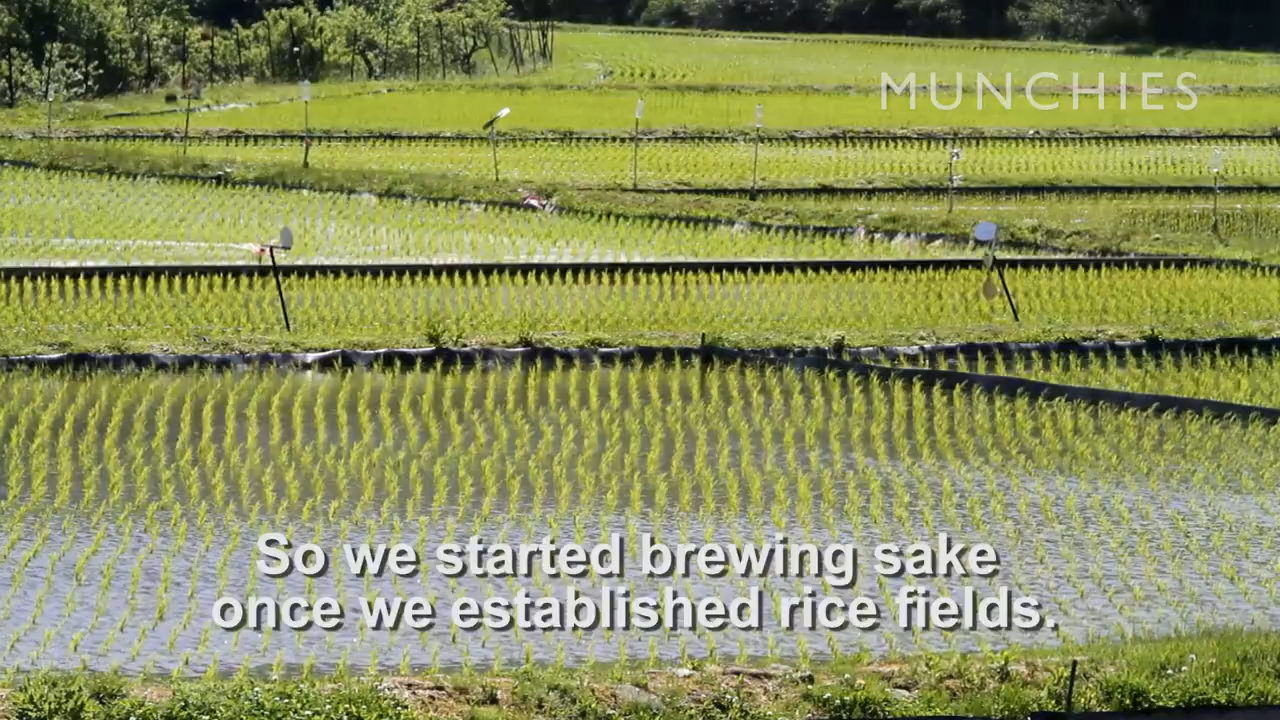 MUNCHIES
So we started brewing sake
once we established rice fields.